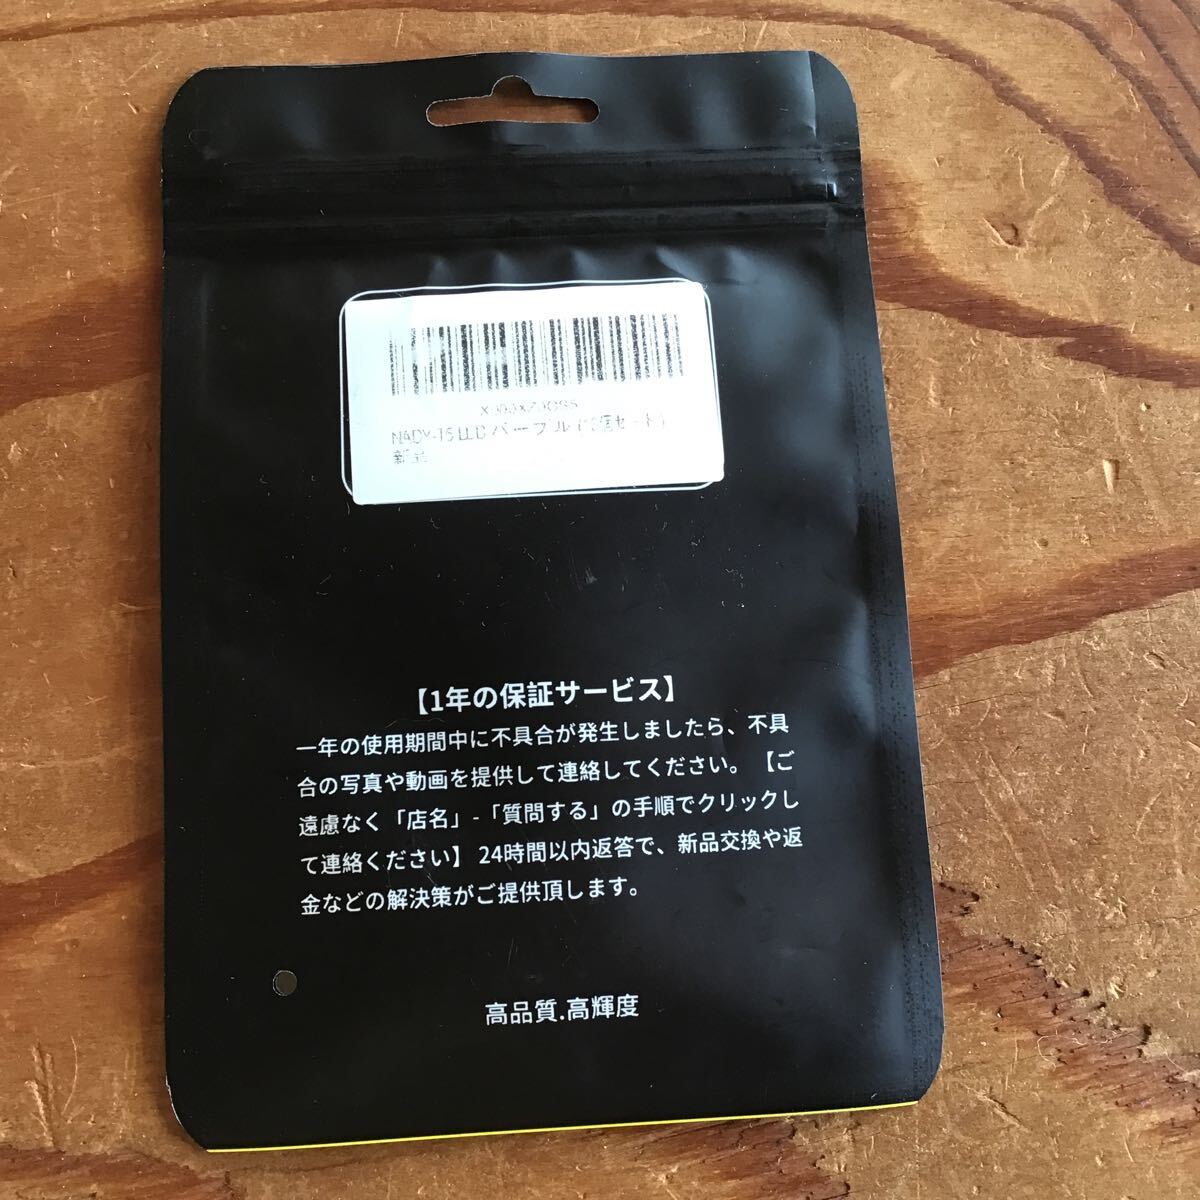 パープル
新品
【1年の保証サービス】
一年の使用期間中に不具合が発生しましたら、不具
合の写真や動画を提供して連絡してください。【ご
遠慮なく「店名」-「質問する」の手順でクリックし
て連絡ください】24時間以内返答で、新品交換や返
金などの解決策がご提供頂します。
高品質.高輝度